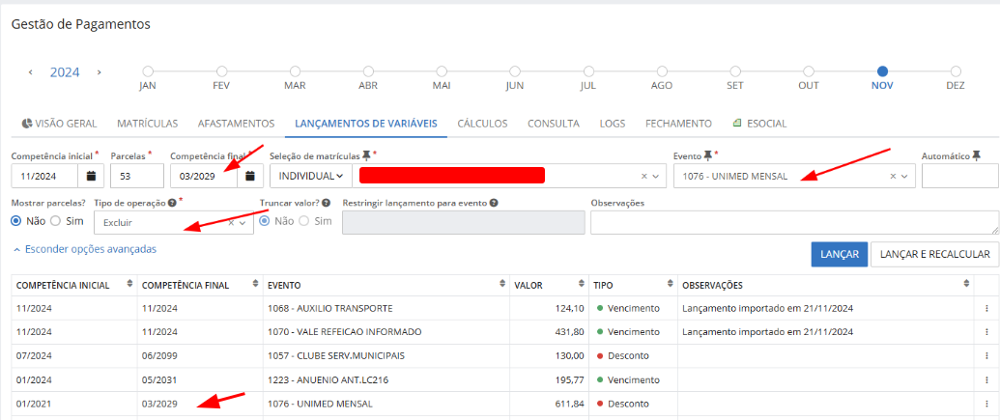 Gestão de Pagamentos
2024
JAN FEV MAR ABR MAI JUN JUL AGO SET OUT NOV DEZ
VISÃO GERAL MATRÍCULAS AFASTAMENTOS LANÇAMENTOS DE VARIÁVEIS CÁLCULOS CONSULTA LOGS FECHAMENTO ESOCIAL
Competência inicial * Parcelas * Competência final * Seleção de matrículas * Evento * Automático
11/2024 53 03/2029 INDIVIDUAL 1076 - UNIMED MENSAL
Mostrar parcelas? Tipo de operação * Truncar valor? Restringir lançamento para evento Observações
Não Sim Excluir Não Sim
Esconder opções avançadas
LANÇAR LANÇAR E RECALCULAR
COMPETÊNCIA INICIAL COMPETÊNCIA FINAL EVENTO VALOR TIPO OBSERVAÇÕES
11/2024 11/2024 1068 - AUXILIO TRANSPORTE 124,10 Vencimento Lançamento importado em 21/11/2024
11/2024 11/2024 1070 - VALE REFEICAO INFORMADO 431,80 Vencimento Lançamento importado em 21/11/2024
07/2024 06/2099 1057 - CLUBE SERV.MUNICIPAIS 130,00 Desconto
01/2024 05/2031 1223 - ANUENIO ANT.LC216 195,77 Vencimento
01/2021 03/2029 1076 - UNIMED MENSAL 611,84 Desconto